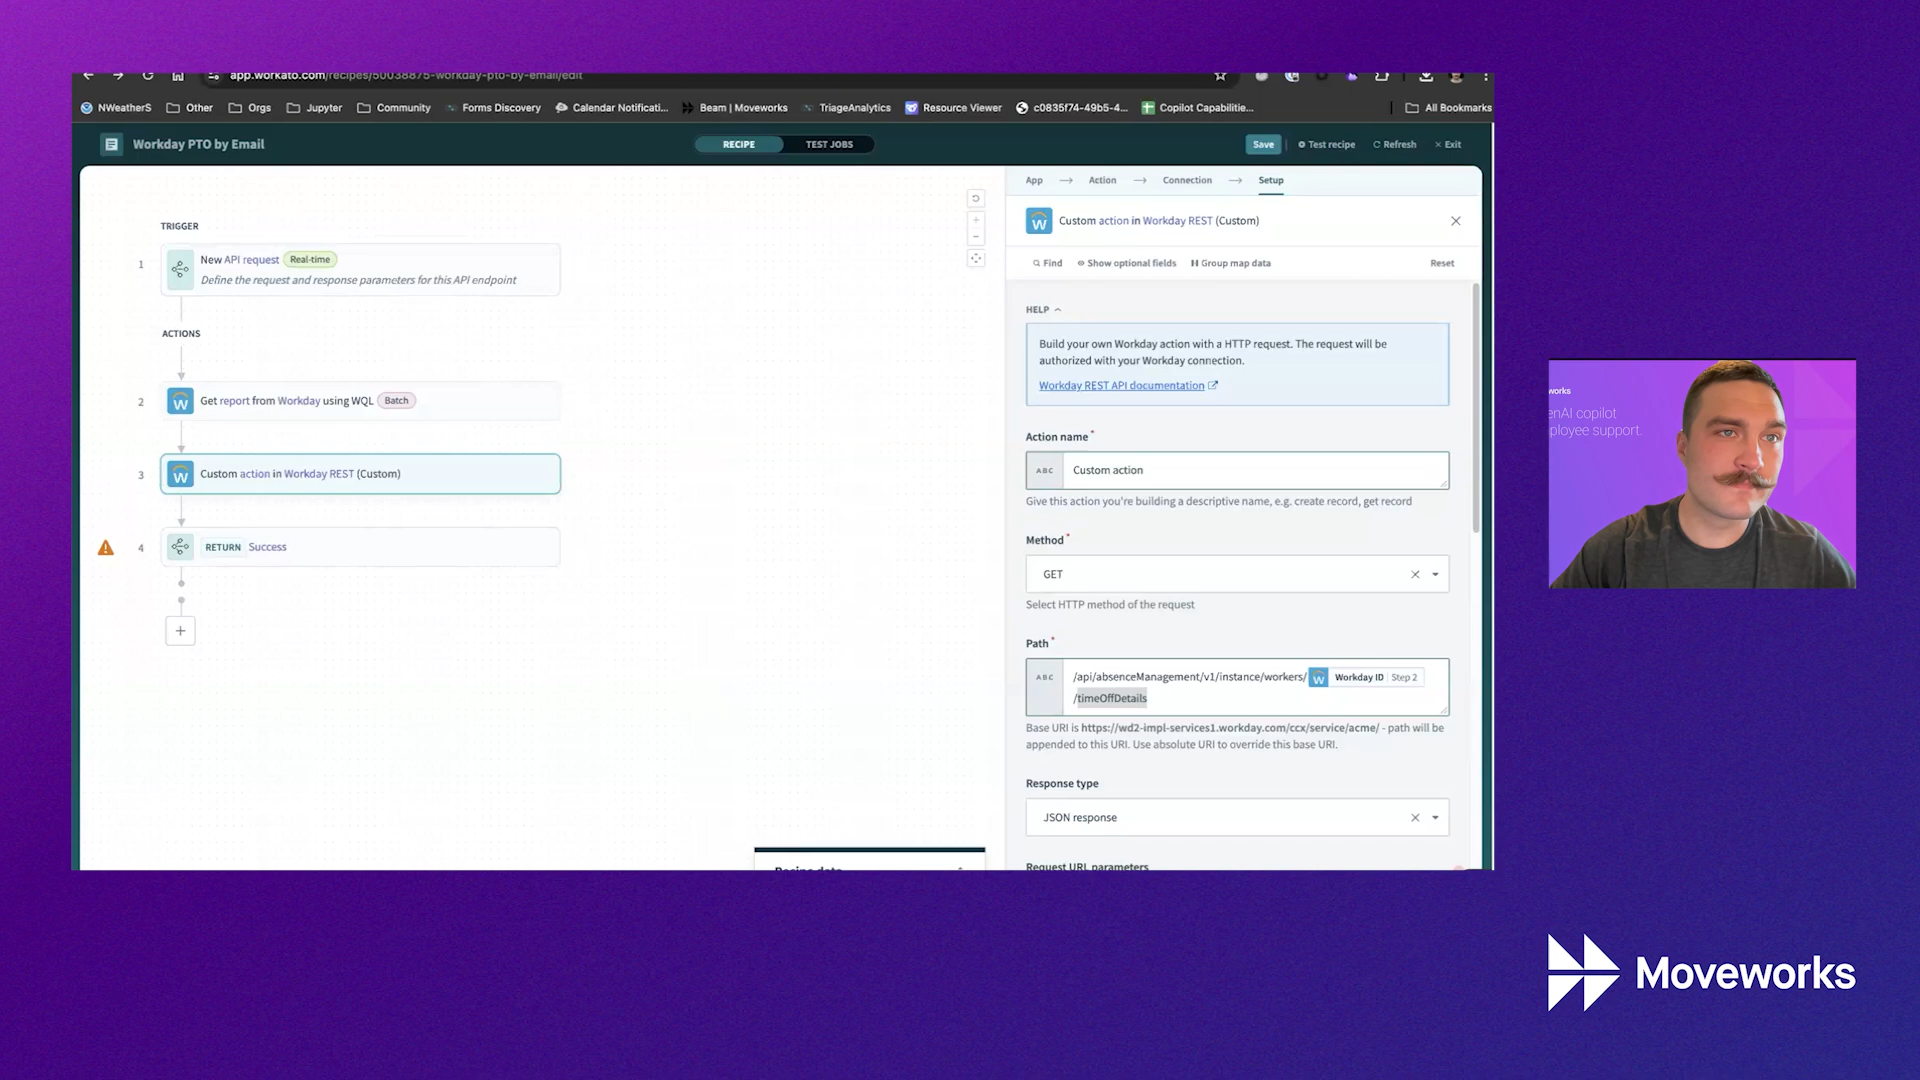 app.workato.com/recipes/50038875-workday-pto-by-email/edit
NWeatherS Other Orgs Jupyter Community Forms Discovery Calendar Notificati... Beam | Moveworks TriageAnalytics Resource Viewer c0835f74-49b5-4... Copilot Capabilitie... All Bookmarks
Workday PTO by Email RECIPE TEST JOBS Save Test recipe Refresh Exit
App Action Connection Setup
TRIGGER
1 New API request Real-time
Define the request and response parameters for this API endpoint
ACTIONS
2 Get report from Workday using WQL Batch
3 Custom action in Workday REST (Custom)
4 RETURN Success
Custom action in Workday REST (Custom)
Find Show optional fields Group map data Reset
HELP
Build your own Workday action with a HTTP request. The request will be
authorized with your Workday connection.
Workday REST API documentation
Action name*
ABC Custom action
Give this action you're building a descriptive name, e.g. create record, get record
Method*
GET
Select HTTP method of the request
Path*
ABC /api/absenceManagement/v1/instance/workers/ Workday ID Step 2
/timeOffDetails
Base URI is https://wd2-impl-services1.workday.com/ccx/service/acme/ - path will be
appended to this URI. Use absolute URI to override this base URI.
Response type
JSON response
Request URL parameters
Recipe data
works
enAI copilot
ployee support.
Moveworks